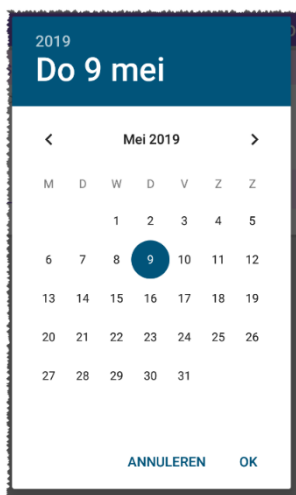 2019
Do 9 mei
Mei 2019
M D W D V Z Z
1 2 3 4 5
6 7 8 9 10 11 12
13 14 15 16 17 18 19
20 21 22 23 24 25 26
27 28 29 30 31
ANNULEREN OK